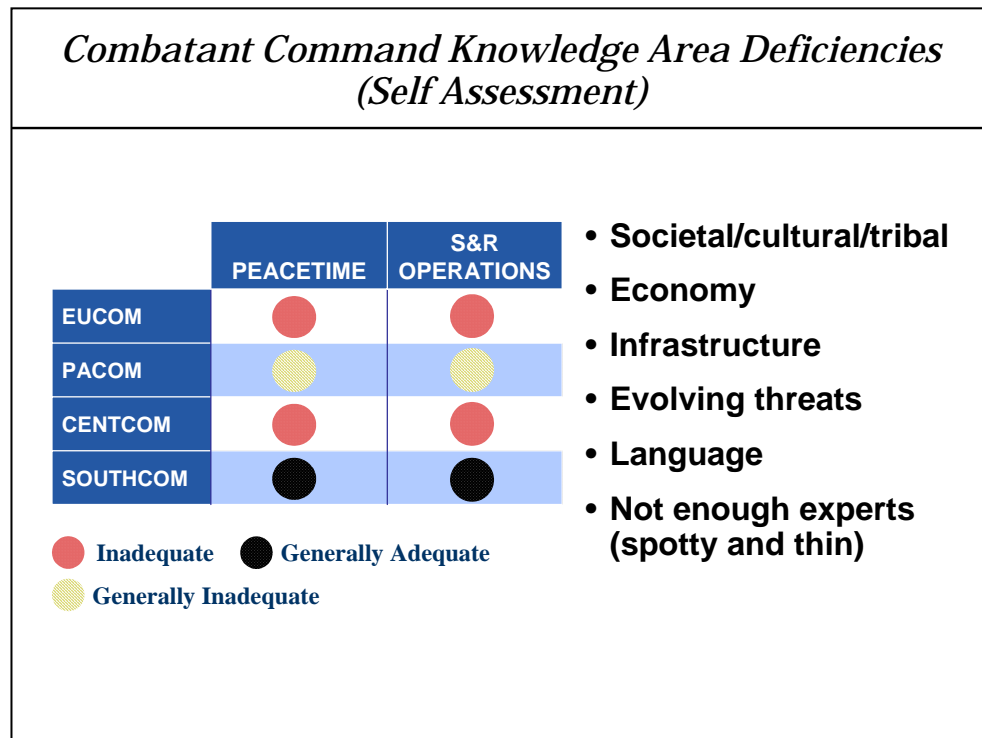 Combatant Command Knowledge Area Deficiencies
(Self Assessment)
PEACETIME
S&R
OPERATIONS
EUCOM
PACOM
CENTCOM
SOUTHCOM
Inadequate
Generally Adequate
Generally Inadequate
• Societal/cultural/tribal
• Economy
• Infrastructure
• Evolving threats
• Language
• Not enough experts
(spotty and thin)